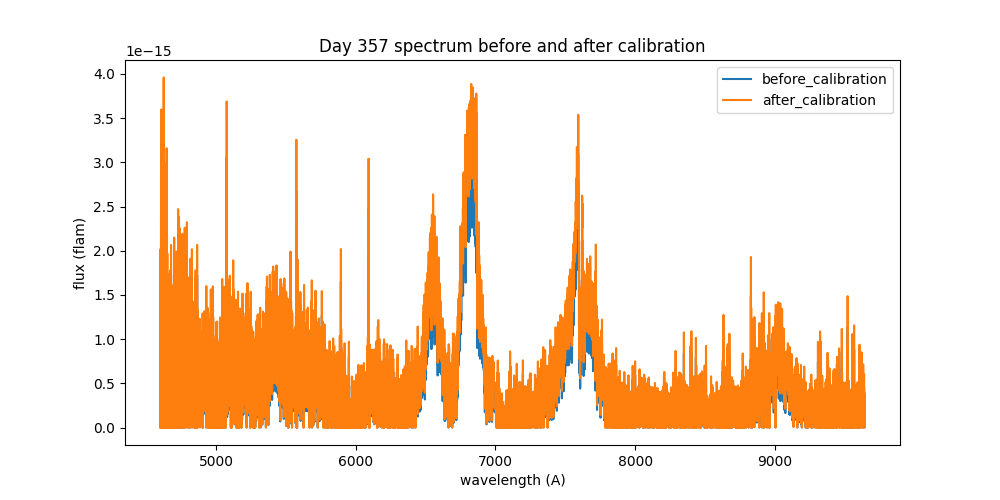 Day 357 spectrum before and after calibration
1e−15
before_calibration
after_calibration
4.0
3.5
3.0
2.5
2.0
1.5
1.0
0.5
0.0
flux (flam)
5000 6000 7000 8000 9000
wavelength (A)